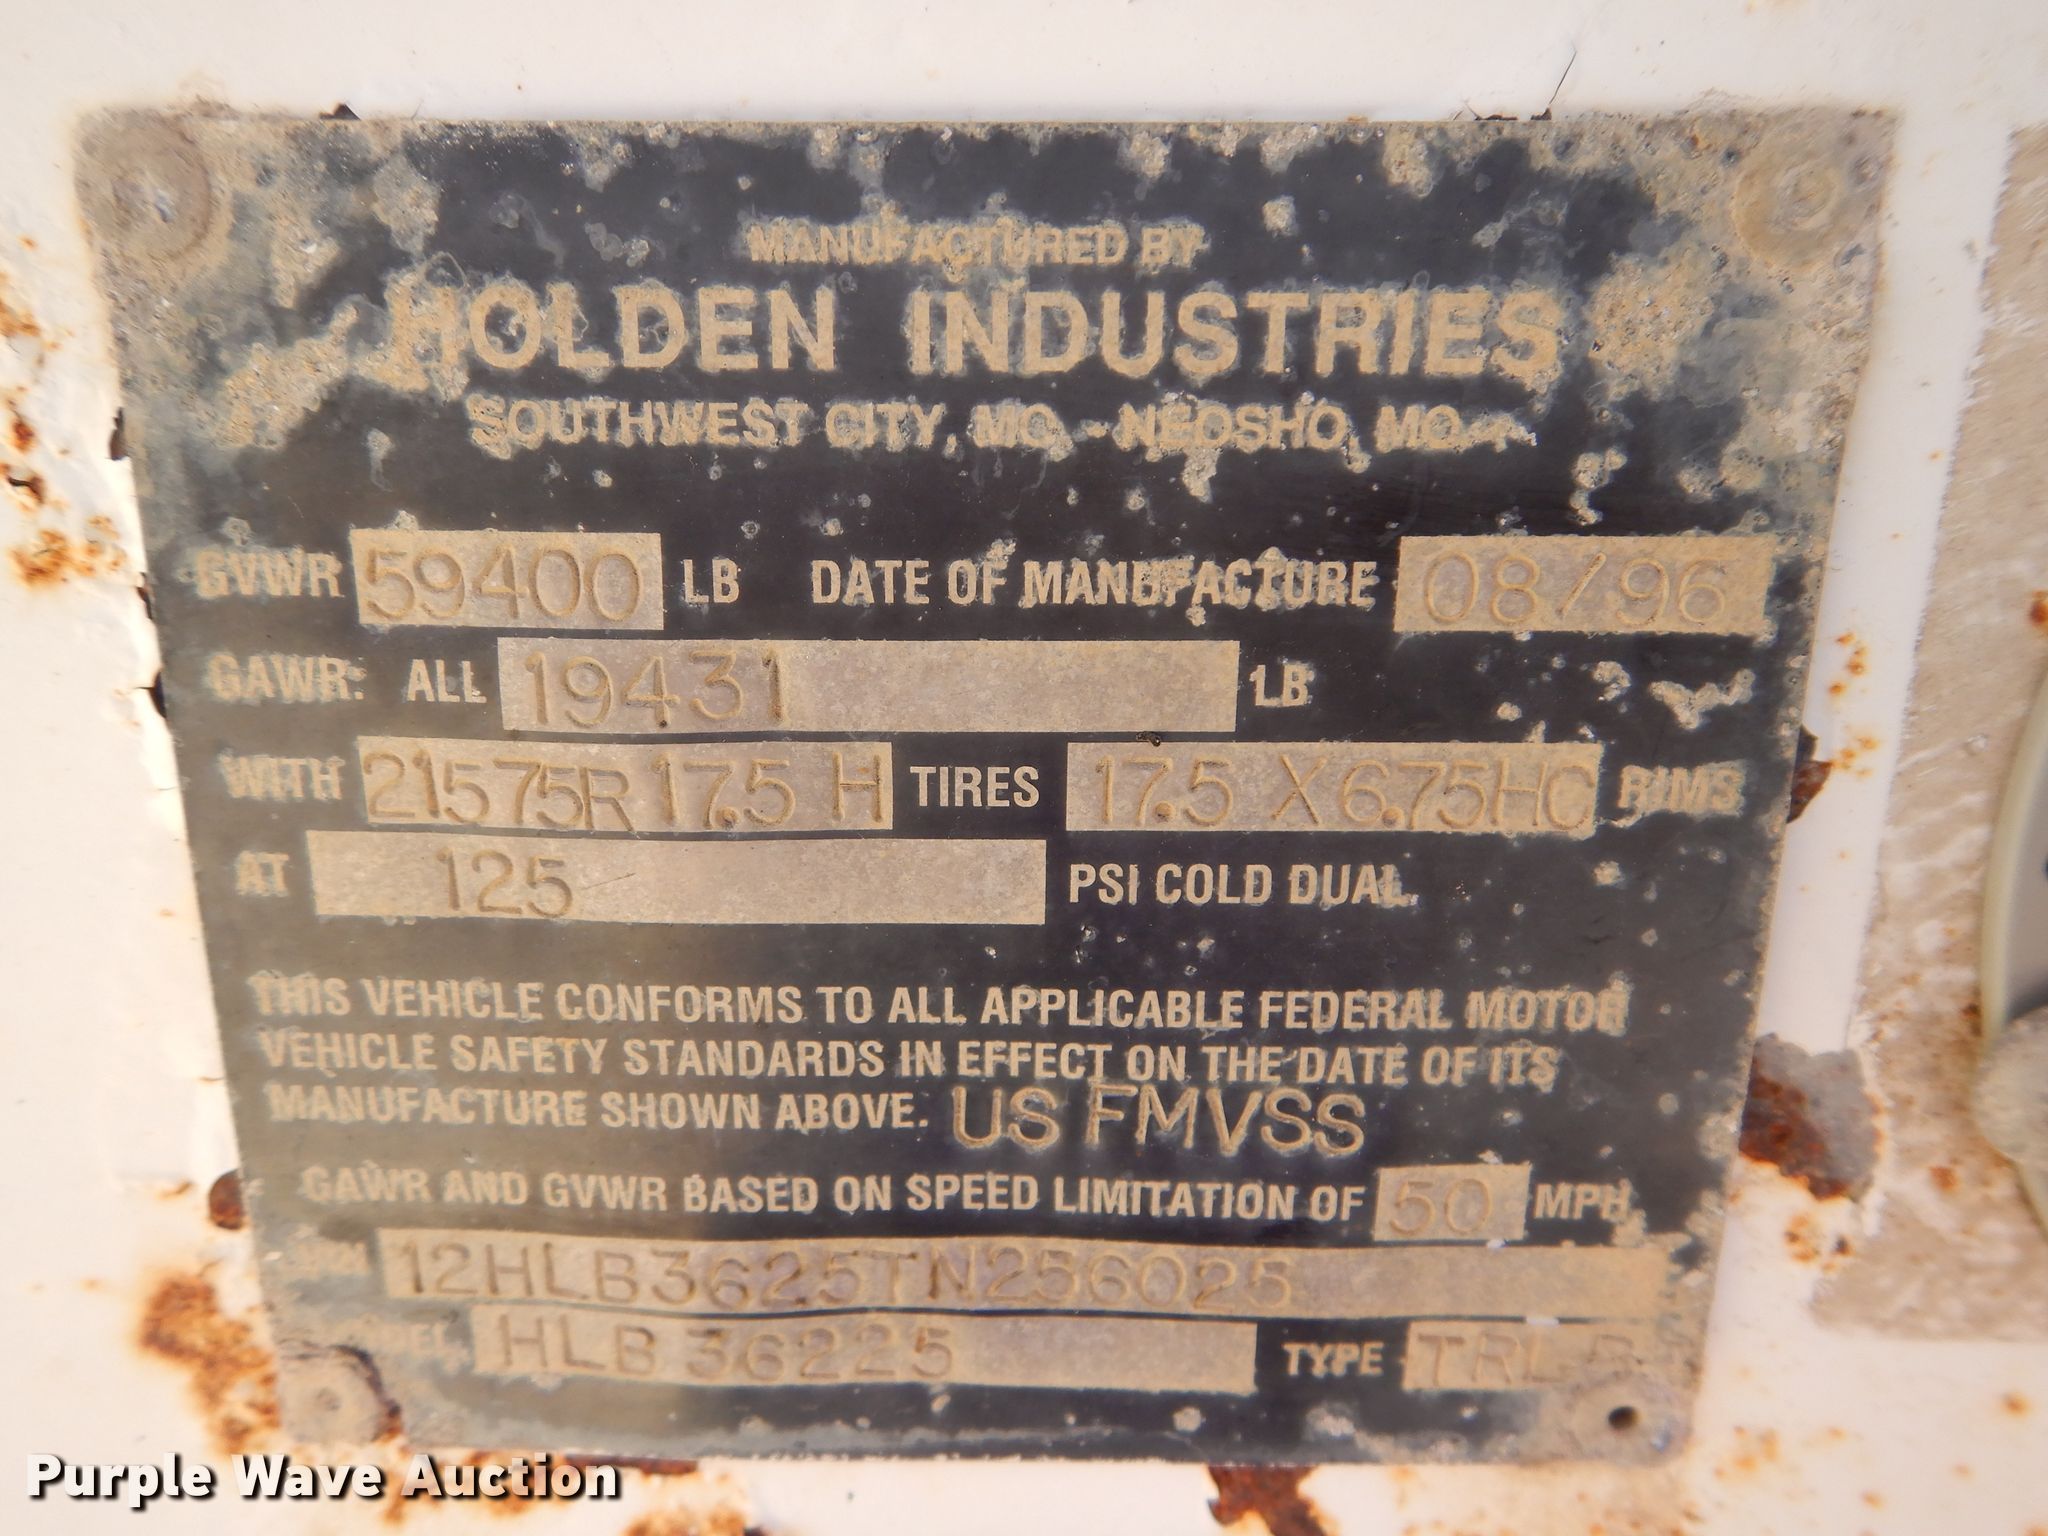 MANUFACTURED BY
HOLDEN INDUSTRIES
SOUTHWEST CITY, MO. - NEOSHO, MO.
GVWR 59400 LB DATE OF MANUFACTURE 08/96
GAWR: ALL 19431 LB
WITH 21575R 17.5 H TIRES 17.5 X 6.75HC RIMS
AT 125 PSI COLD DUAL.
THIS VEHICLE CONFORMS TO ALL APPLICABLE FEDERAL MOTOR
VEHICLE SAFETY STANDARDS IN EFFECT ON THE DATE OF ITS
MANUFACTURE SHOWN ABOVE. US FMVSS
GAWR AND GVWR BASED ON SPEED LIMITATION OF 50 MPH
12HLB3625TN256025
MODEL HLB 36225 TYPE TRLR
Purple Wave Auction